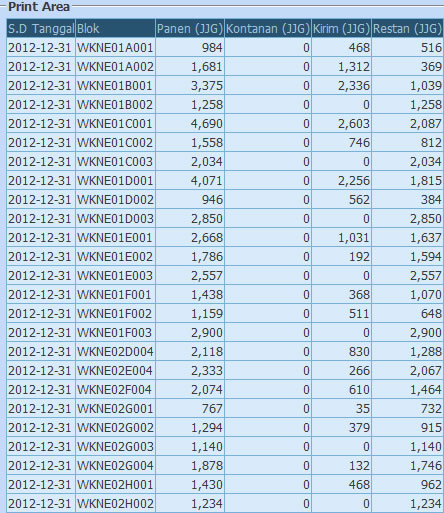 Print Area
S.D Tanggal Blok Panen (JJG) Kontanan (JJG) Kirim (JJG) Restan (JJG)
2012-12-31 WKNE01A001 984 0 468 516
2012-12-31 WKNE01A002 1,681 0 1,312 369
2012-12-31 WKNE01B001 3,375 0 2,336 1,039
2012-12-31 WKNE01B002 1,258 0 0 1,258
2012-12-31 WKNE01C001 4,690 0 2,603 2,087
2012-12-31 WKNE01C002 1,558 0 746 812
2012-12-31 WKNE01C003 2,034 0 0 2,034
2012-12-31 WKNE01D001 4,071 0 2,256 1,815
2012-12-31 WKNE01D002 946 0 562 384
2012-12-31 WKNE01D003 2,850 0 0 2,850
2012-12-31 WKNE01E001 2,668 0 1,031 1,637
2012-12-31 WKNE01E002 1,786 0 192 1,594
2012-12-31 WKNE01E003 2,557 0 0 2,557
2012-12-31 WKNE01F001 1,438 0 368 1,070
2012-12-31 WKNE01F002 1,159 0 511 648
2012-12-31 WKNE01F003 2,900 0 0 2,900
2012-12-31 WKNE02D004 2,118 0 830 1,288
2012-12-31 WKNE02E004 2,333 0 266 2,067
2012-12-31 WKNE02F004 2,074 0 610 1,464
2012-12-31 WKNE02G001 767 0 35 732
2012-12-31 WKNE02G002 1,294 0 379 915
2012-12-31 WKNE02G003 1,140 0 0 1,140
2012-12-31 WKNE02G004 1,878 0 132 1,746
2012-12-31 WKNE02H001 1,430 0 468 962
2012-12-31 WKNE02H002 1,234 0 0 1,234